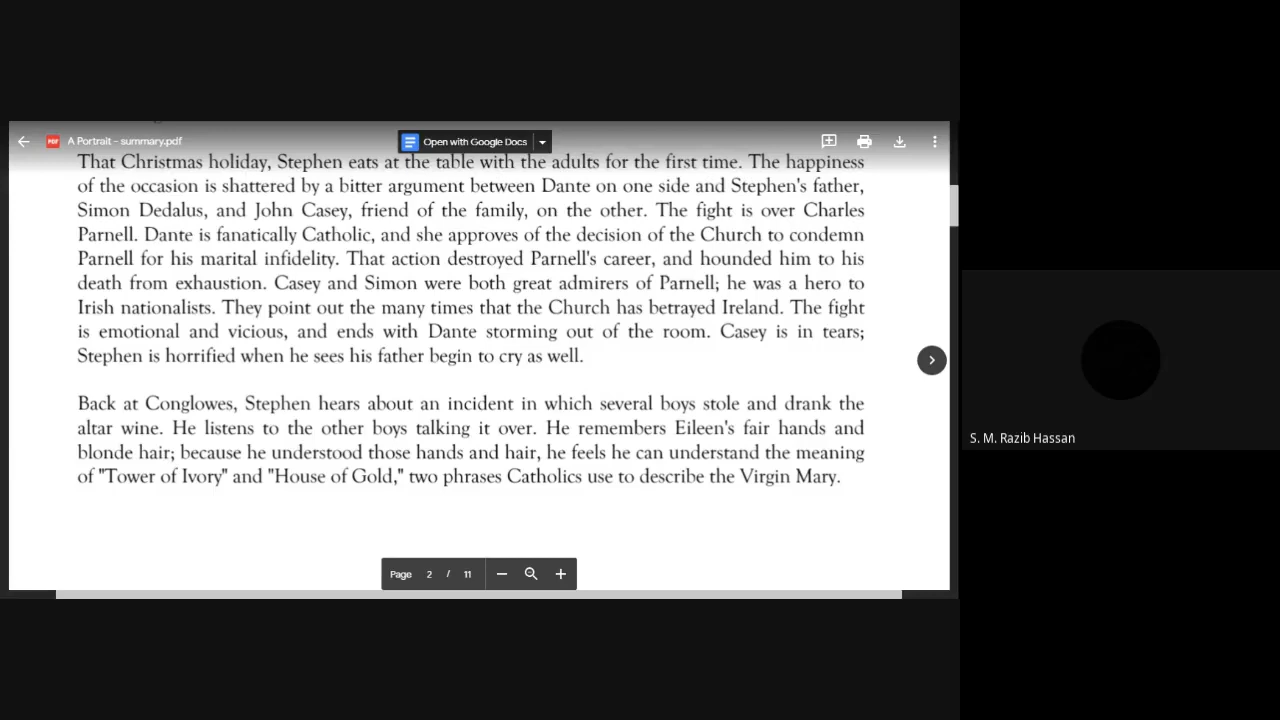 A Portrait - summary.pdf
Open with Google Docs
That Christmas holiday, Stephen eats at the table with the adults for the first time. The happiness
of the occasion is shattered by a bitter argument between Dante on one side and Stephen's father,
Simon Dedalus, and John Casey, friend of the family, on the other. The fight is over Charles
Parnell. Dante is fanatically Catholic, and she approves of the decision of the Church to condemn
Parnell for his marital infidelity. That action destroyed Parnell's career, and hounded him to his
death from exhaustion. Casey and Simon were both great admirers of Parnell; he was a hero to
Irish nationalists. They point out the many times that the Church has betrayed Ireland. The fight
is emotional and vicious, and ends with Dante storming out of the room. Casey is in tears;
Stephen is horrified when he sees his father begin to cry as well.
Back at Conglowes, Stephen hears about an incident in which several boys stole and drank the
altar wine. He listens to the other boys talking it over. He remembers Eileen's fair hands and
blonde hair; because he understood those hands and hair, he feels he can understand the meaning
of "Tower of Ivory" and "House of Gold," two phrases Catholics use to describe the Virgin Mary.
Page 2 / 11
S. M. Razib Hassan